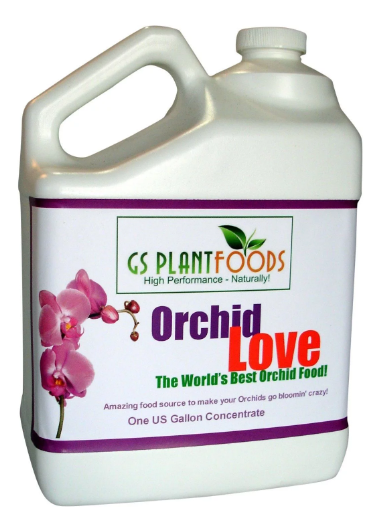 GS PLANTFOODS
High Performance - Naturally!
Orchid
Love
The World's Best Orchid Food!
Amazing food source to make your Orchids go bloomin' crazy!
One US Gallon Concentrate